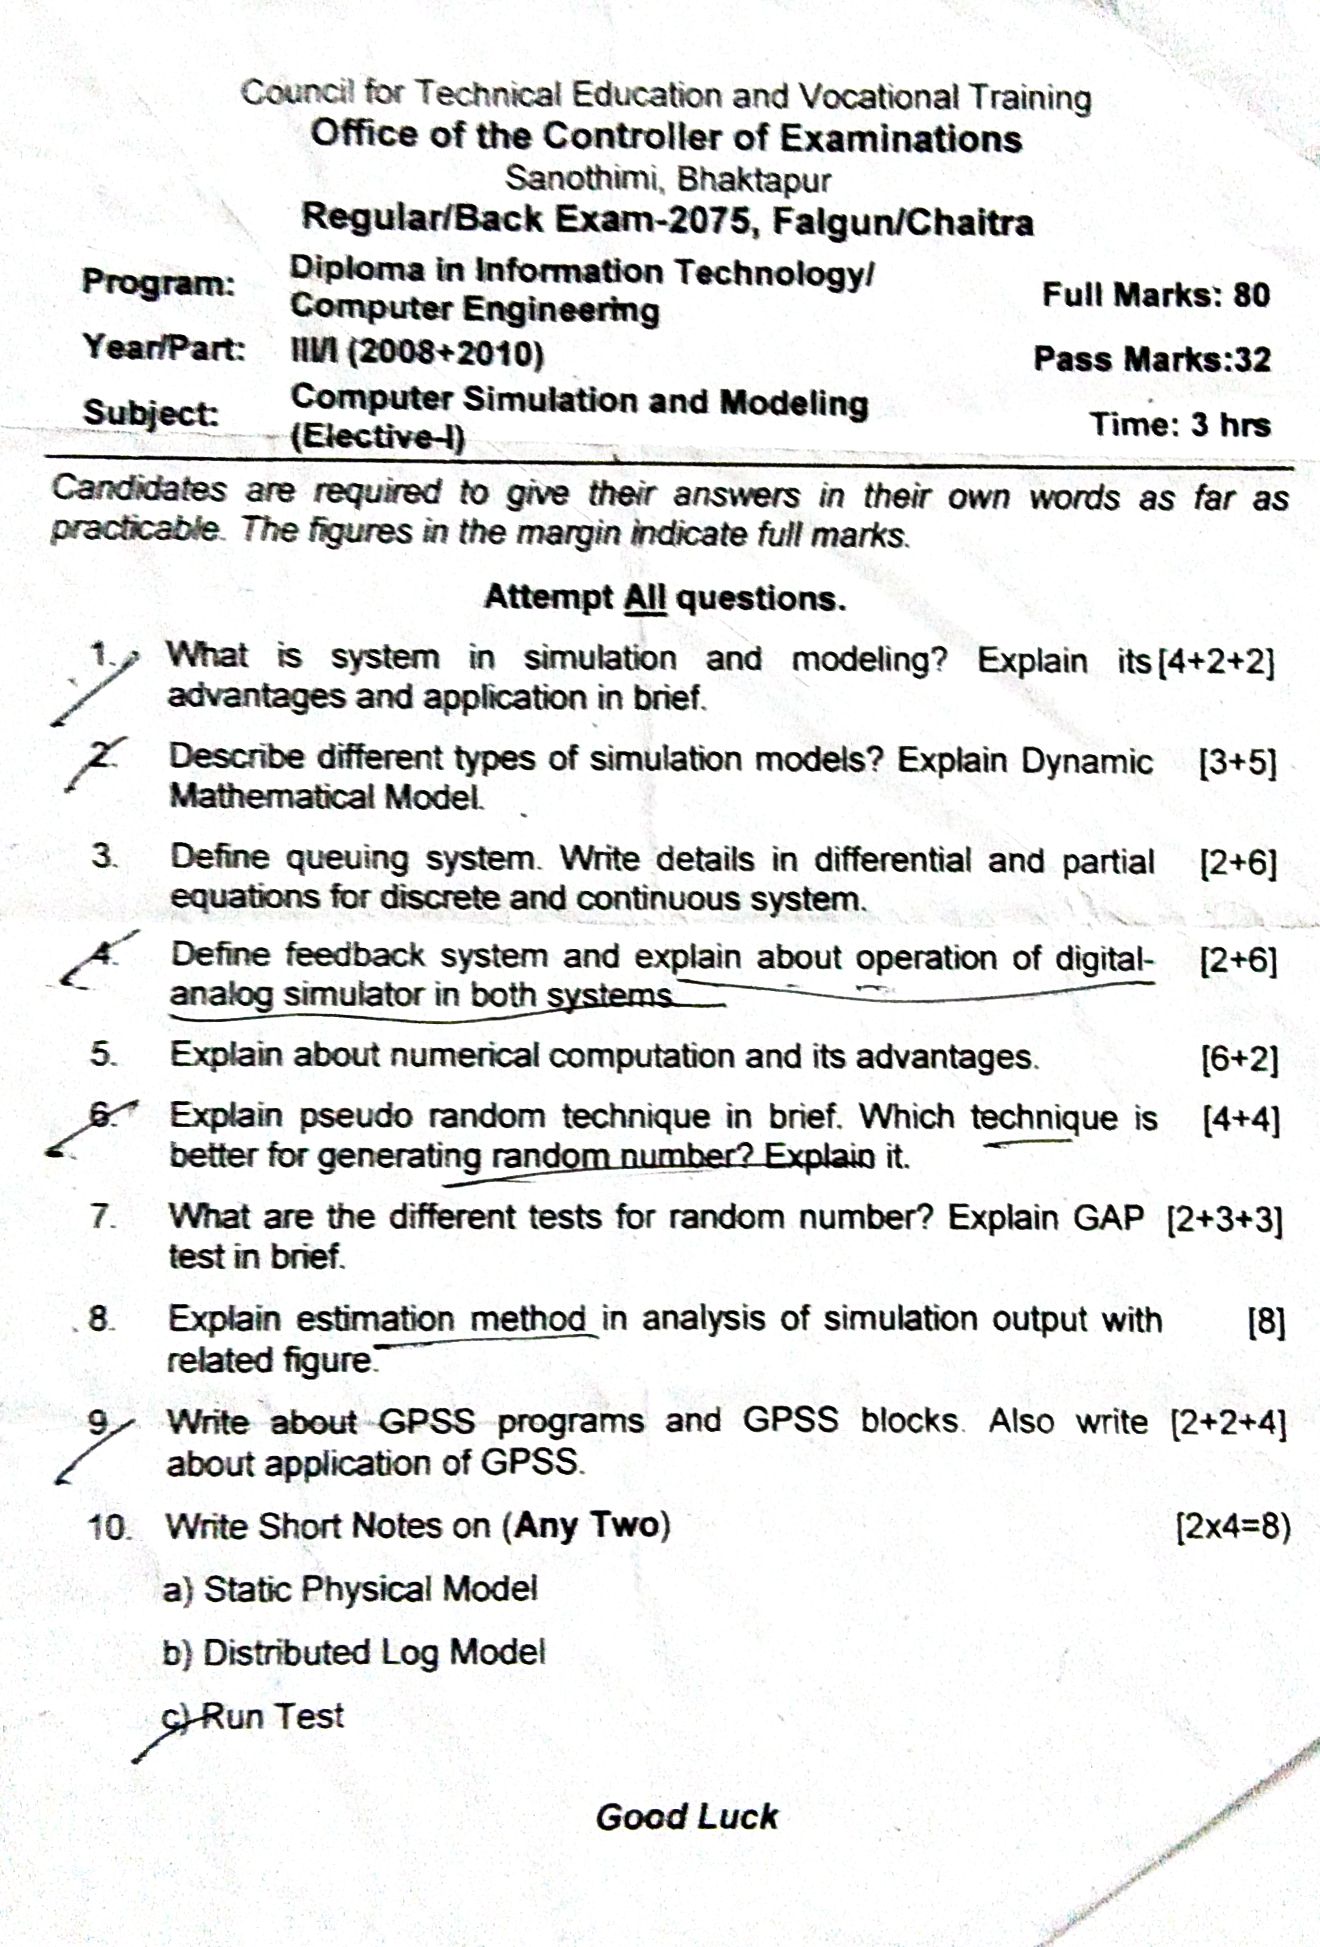 Council for Technical Education and Vocational Training
Office of the Controller of Examinations
Sanothimi, Bhaktapur
Regular/Back Exam-2075, Falgun/Chaitra
Program: Diploma in Information Technology/
Computer Engineering Full Marks: 80
Year/Part: III/I (2008+2010) Pass Marks:32
Subject: Computer Simulation and Modeling
(Elective-I) Time: 3 hrs
Candidates are required to give their answers in their own words as far as
practicable. The figures in the margin indicate full marks.
Attempt All questions.
1. What is system in simulation and modeling? Explain its [4+2+2]
advantages and application in brief.
2. Describe different types of simulation models? Explain Dynamic [3+5]
Mathematical Model.
3. Define queuing system. Write details in differential and partial [2+6]
equations for discrete and continuous system.
4. Define feedback system and explain about operation of digital- [2+6]
analog simulator in both systems.
5. Explain about numerical computation and its advantages. [6+2]
6. Explain pseudo random technique in brief. Which technique is [4+4]
better for generating random number? Explain it.
7. What are the different tests for random number? Explain GAP [2+3+3]
test in brief.
8. Explain estimation method in analysis of simulation output with [8]
related figure.
9. Write about GPSS programs and GPSS blocks. Also write [2+2+4]
about application of GPSS.
10. Write Short Notes on (Any Two) [2x4=8)
a) Static Physical Model
b) Distributed Log Model
c) Run Test
Good Luck